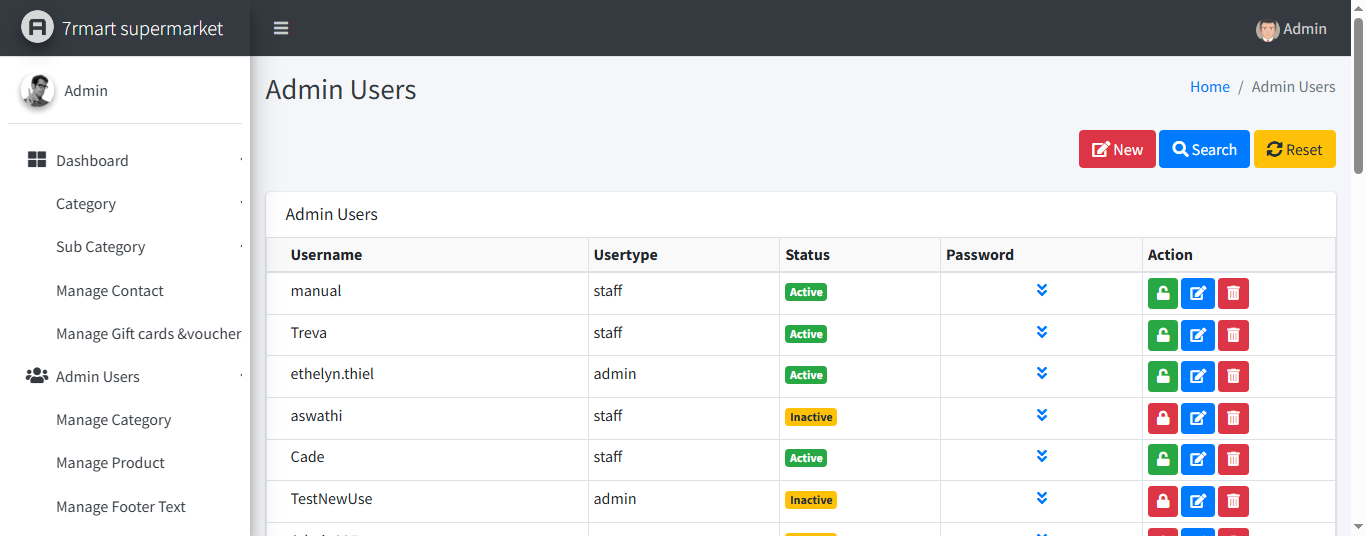 7rmart supermarket
Admin
Admin
Admin Users
Home / Admin Users
New Search Reset
Dashboard
Category
Sub Category
Manage Contact
Manage Gift cards &voucher
Admin Users
Manage Category
Manage Product
Manage Footer Text
Admin Users
Username Usertype Status Password Action
manual staff Active
Treva staff Active
ethelyn.thiel admin Active
aswathi staff Inactive
Cade staff Active
TestNewUse admin Inactive